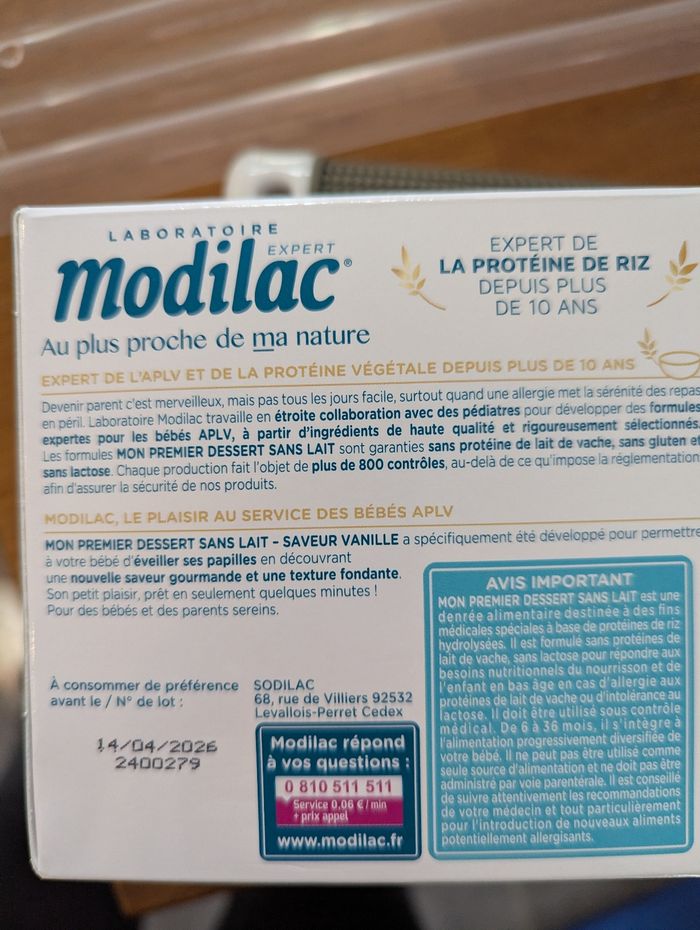 LABORATOIRE
Modilac®
EXPERT
Au plus proche de ma nature
EXPERT DE
LA PROTÉINE DE RIZ
DEPUIS PLUS
DE 10 ANS
EXPERT DE L'APLV ET DE LA PROTÉINE VÉGÉTALE DEPUIS PLUS DE 10 ANS
Devenir parent c'est merveilleux, mais pas tous les jours facile, surtout quand une allergie met la sérénité des repas
en péril. Laboratoire Modilac travaille en étroite collaboration avec des pédiatres pour développer des formules
expertes pour les bébés APLV, à partir d'ingrédients de haute qualité et rigoureusement sélectionnés.
Les formules MON PREMIER DESSERT SANS LAIT sont garanties sans protéine de lait de vache, sans gluten et
sans lactose. Chaque production fait l'objet de plus de 800 contrôles, au-delà de ce qu'impose la réglementation
afin d'assurer la sécurité de nos produits.
MODILAC, LE PLAISIR AU SERVICE DES BÉBÉS APLV
MON PREMIER DESSERT SANS LAIT - SAVEUR VANILLE a spécifiquement été développé pour permettre
à votre bébé d'éveiller ses papilles en découvrant
une nouvelle saveur gourmande et une texture fondante.
Son petit plaisir, prêt en seulement quelques minutes !
Pour des bébés et des parents sereins.
À consommer de préférence
avant le / N° de lot :
14/04/2026
2400279
SODILAC
68, rue de Villiers 92532
Levallois-Perret Cedex
Modilac répond
à vos questions :
0 810 511 511
Service 0,06 € / min
+ prix appel
www.modilac.fr
AVIS IMPORTANT
MON PREMIER DESSERT SANS LAIT est une
denrée alimentaire destinée à des fins
médicales spéciales à base de protéines de riz
hydrolysées. Il est formulé sans protéines de
lait de vache, sans lactose pour répondre aux
besoins nutritionnels du nourrisson et de
l'enfant en bas âge en cas d'allergie aux
protéines de lait de vache ou d'intolérance au
lactose. Il doit être utilisé sous contrôle
médical. De 6 à 36 mois, il s'intègre à
l'alimentation progressivement diversifiée de
votre bébé. Il ne peut pas être utilisé comme
seule source d'alimentation et ne doit pas être
administré par voie parentérale. Il est conseillé
de suivre attentivement les recommandations
de votre médecin et tout particulièrement
pour l'introduction de nouveaux aliments
potentiellement allergisants.